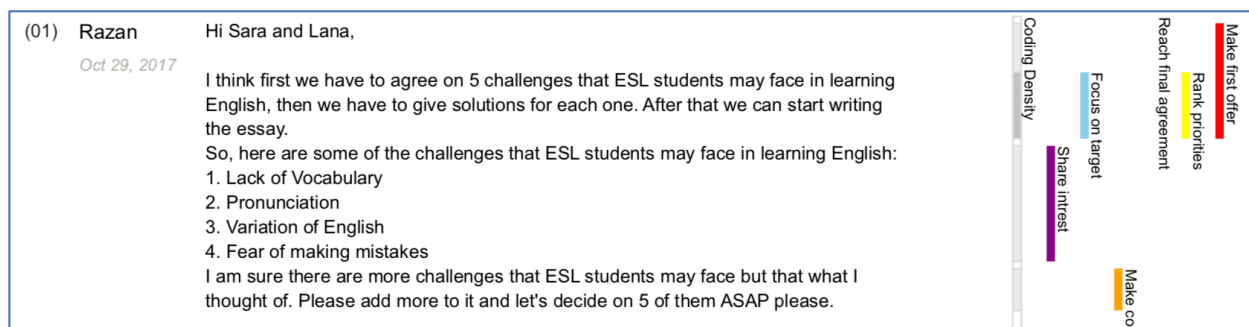 (01) Razan Hi Sara and Lana,
Oct 29, 2017
I think first we have to agree on 5 challenges that ESL students may face in learning
English, then we have to give solutions for each one. After that we can start writing
the essay.
So, here are some of the challenges that ESL students may face in learning English:
1. Lack of Vocabulary
2. Pronunciation
3. Variation of English
4. Fear of making mistakes
I am sure there are more challenges that ESL students may face but that what I
thought of. Please add more to it and let's decide on 5 of them ASAP please.
Coding Density
Share intrest
Focus on target
Make co
Reach final agreement
Rank priorities
Make first offer